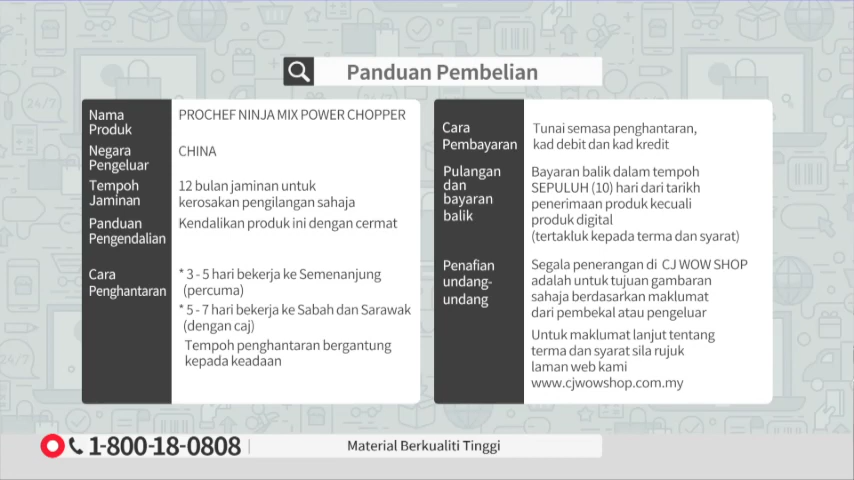 Panduan Pembelian
Nama
Produk
PROCHEF NINJA MIX POWER CHOPPER
Negara
Pengeluar
CHINA
Tempoh
Jaminan
12 bulan jaminan untuk
kerosakan pengilangan sahaja
Panduan
Pengendalian
Kendalikan produk ini dengan cermat
Cara
Penghantaran
* 3 - 5 hari bekerja ke Semenanjung
(percuma)
* 5 - 7 hari bekerja ke Sabah dan Sarawak
(dengan caj)
Tempoh penghantaran bergantung
kepada keadaan
Cara
Pembayaran
Tunai semasa penghantaran,
kad debit dan kad kredit
Pulangan
dan
bayaran
balik
Bayaran balik dalam tempoh
SEPULUH (10) hari dari tarikh
penerimaan produk kecuali
produk digital
(tertakluk kepada terma dan syarat)
Penafian
undang-
undang
Segala penerangan di CJ WOW SHOP
adalah untuk tujuan gambaran
sahaja berdasarkan maklumat
dari pembekal atau pengeluar
Untuk maklumat lanjut tentang
terma dan syarat sila rujuk
laman web kami
www.cjwowshop.com.my
1-800-18-0808
Material Berkualiti Tinggi
24/7
24/7